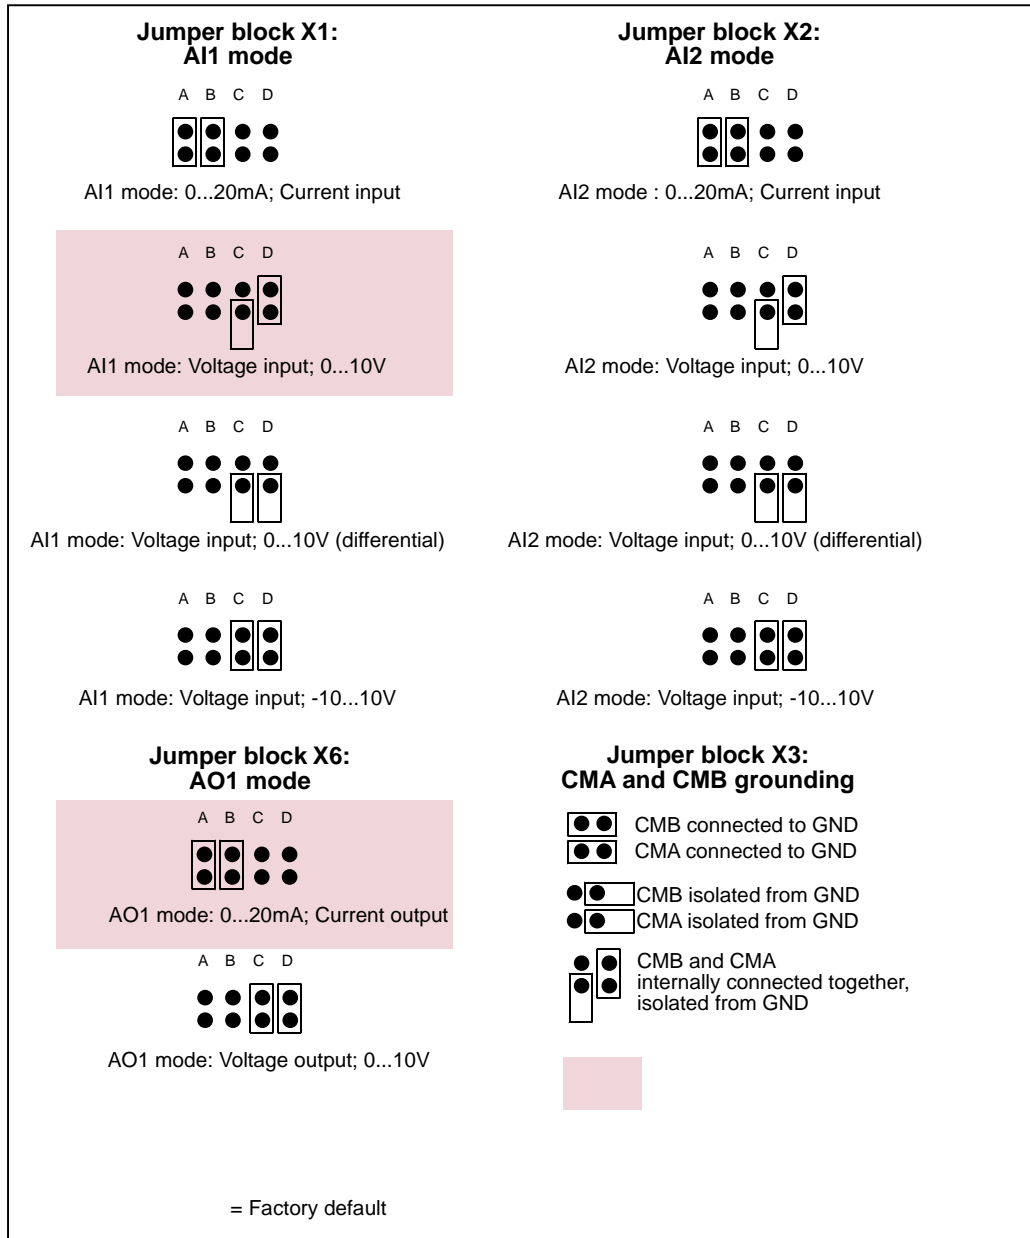 Jumper block X1:
AI1 mode
A B C D
AI1 mode: 0...20mA; Current input
A B C D
AI1 mode: Voltage input; 0...10V
A B C D
AI1 mode: Voltage input; 0...10V (differential)
A B C D
AI1 mode: Voltage input; -10...10V
Jumper block X2:
AI2 mode
A B C D
AI2 mode : 0...20mA; Current input
A B C D
AI2 mode: Voltage input; 0...10V
A B C D
AI2 mode: Voltage input; 0...10V (differential)
A B C D
AI2 mode: Voltage input; -10...10V
Jumper block X6:
AO1 mode
A B C D
AO1 mode: 0...20mA; Current output
A B C D
AO1 mode: Voltage output; 0...10V
Jumper block X3:
CMA and CMB grounding
CMB connected to GND
CMA connected to GND
CMB isolated from GND
CMA isolated from GND
CMB and CMA
internally connected together,
isolated from GND
= Factory default